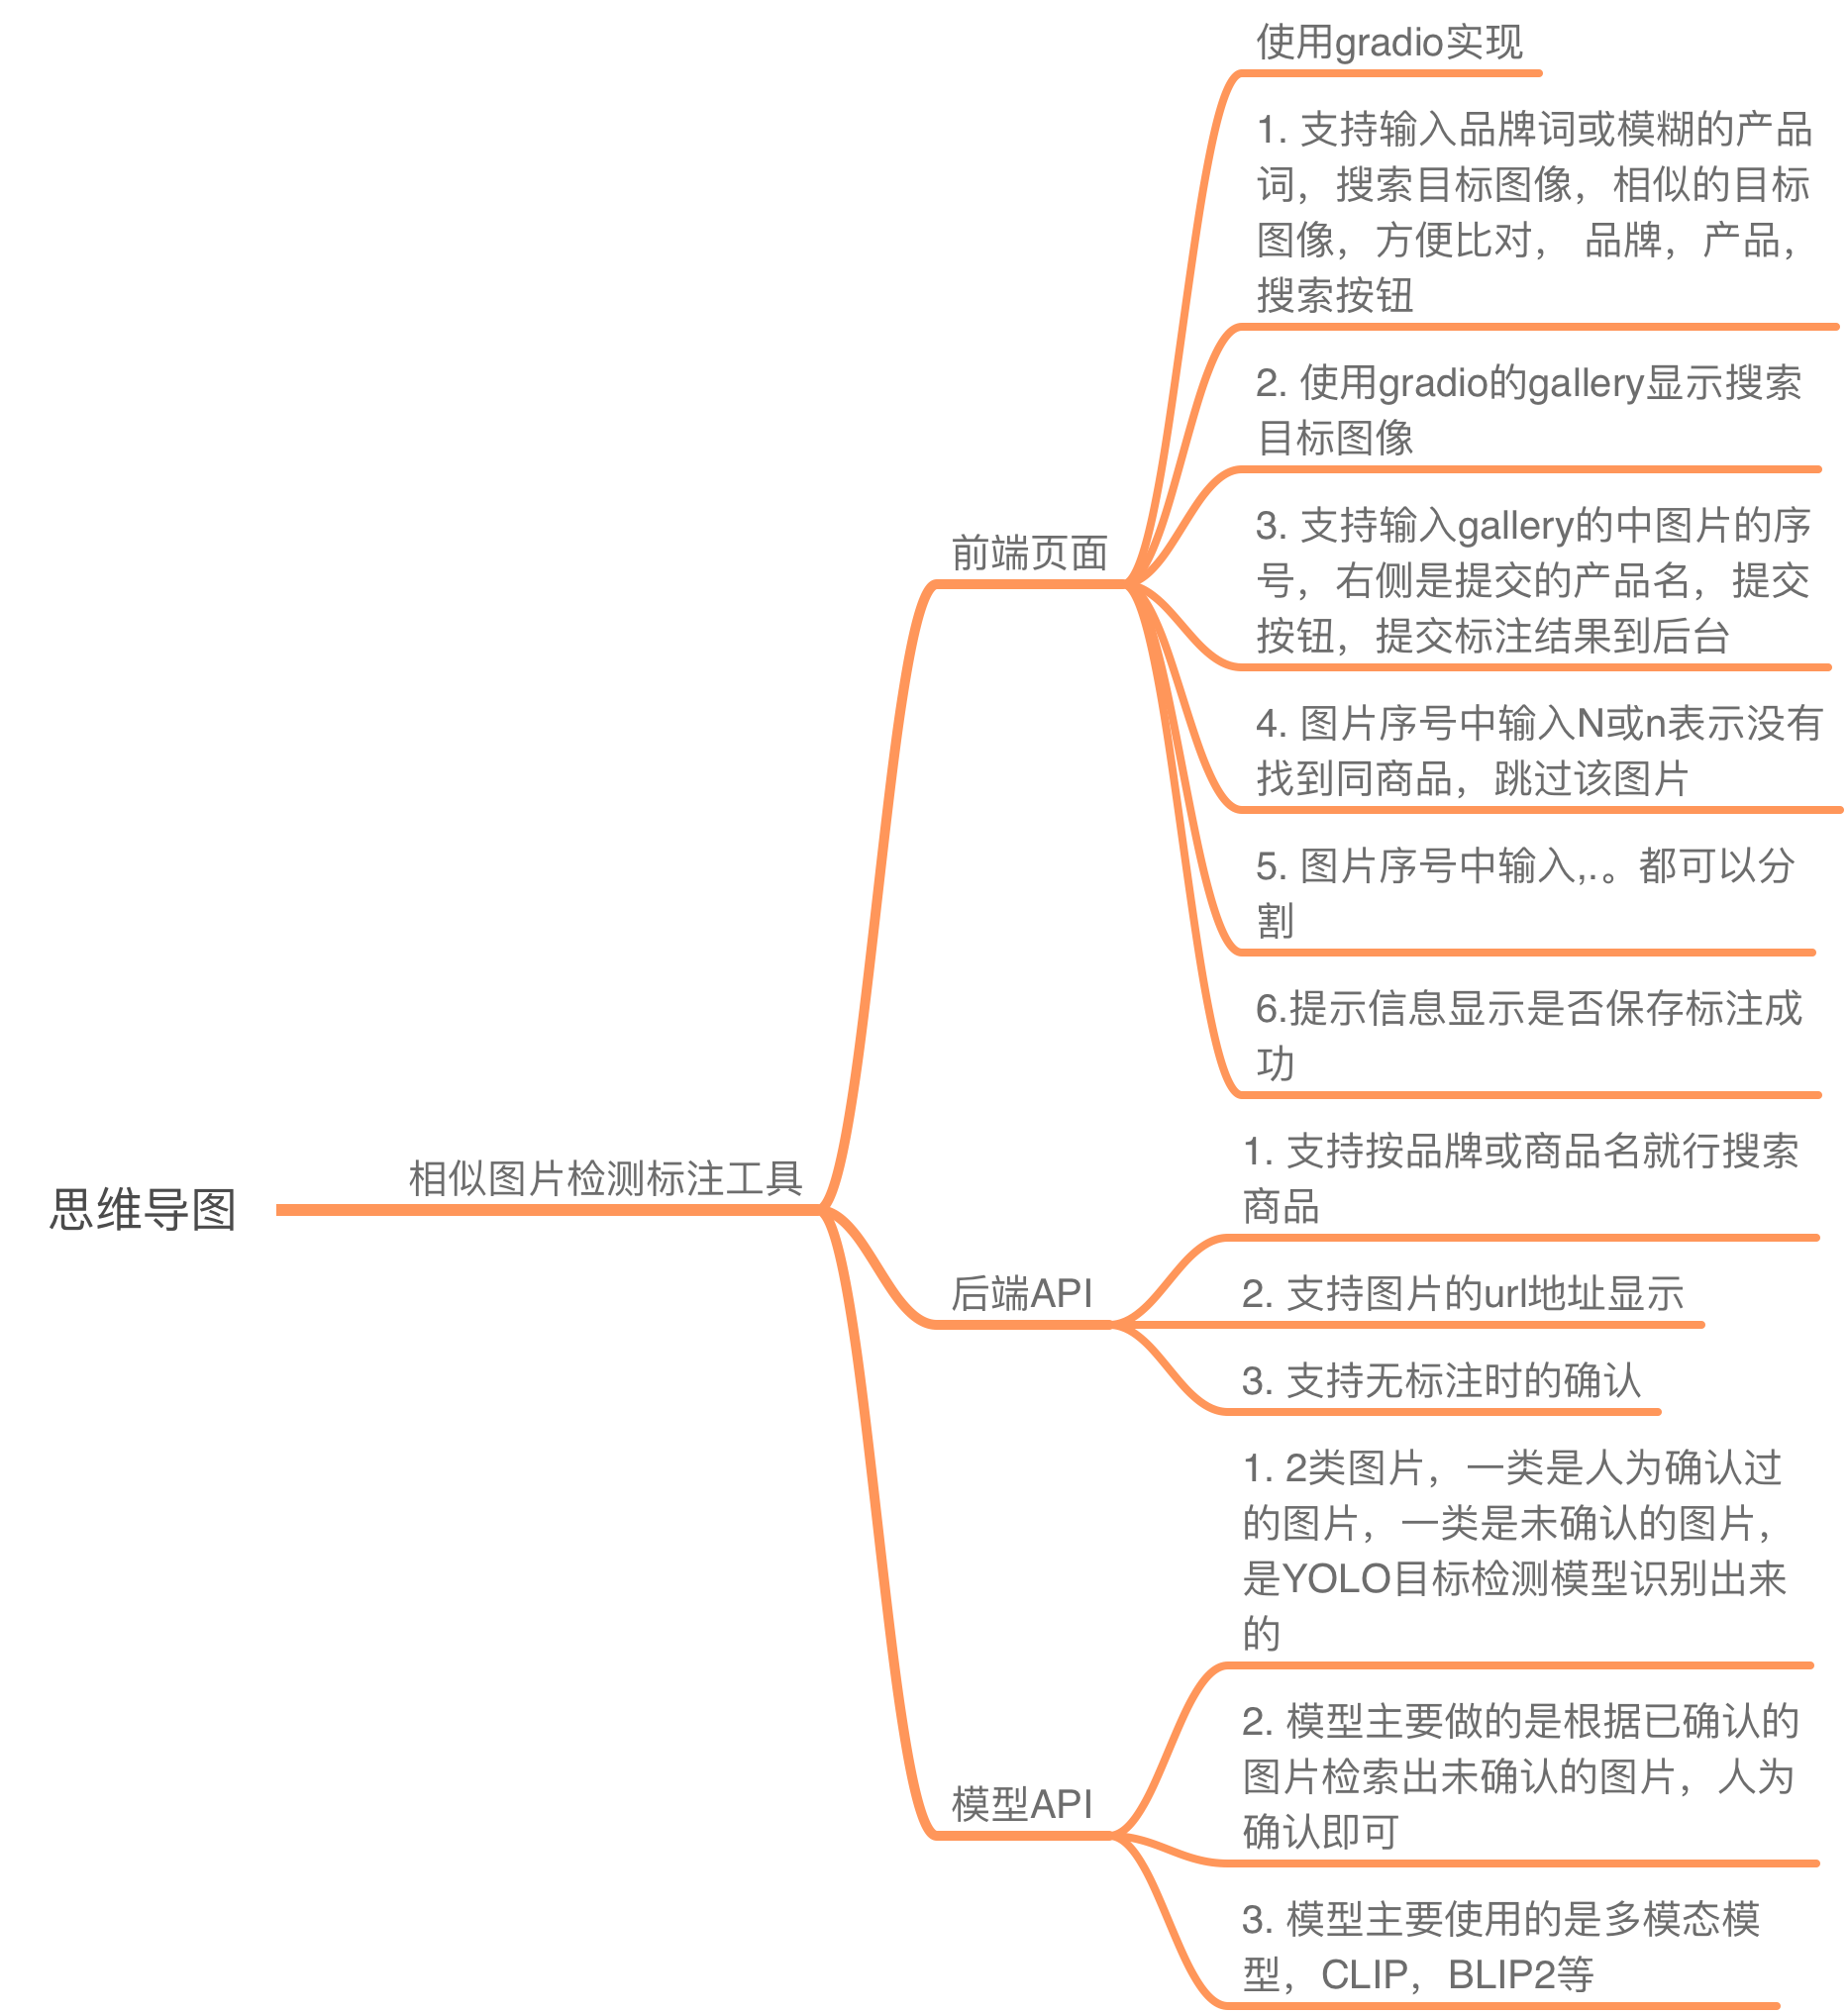 思维导图
相似图片检测标注工具
前端页面
使用gradio实现
1. 支持输入品牌词或模糊的产品
词，搜索目标图像，相似的目标
图像，方便比对， 品牌，产品，
搜索按钮
2. 使用gradio的gallery显示搜索
目标图像
3. 支持输入gallery的中图片的序
号，右侧是提交的产品名，提交
按钮，提交标注结果到后台
4. 图片序号中输入N或n表示没有
找到同商品，跳过该图片
5. 图片序号中输入,.。都可以分
割
6.提示信息显示是否保存标注成
功
后端API
1. 支持按品牌或商品名就行搜索
商品
2. 支持图片的url地址显示
3. 支持无标注时的确认
模型API
1. 2类图片，一类是人为确认过
的图片，一类是未确认的图片，
是YOLO目标检测模型识别出来
的
2. 模型主要做的是根据已确认的
图片检索出未确认的图片，人为
确认即可
3. 模型主要使用的是多模态模
型，CLIP，BLIP2等